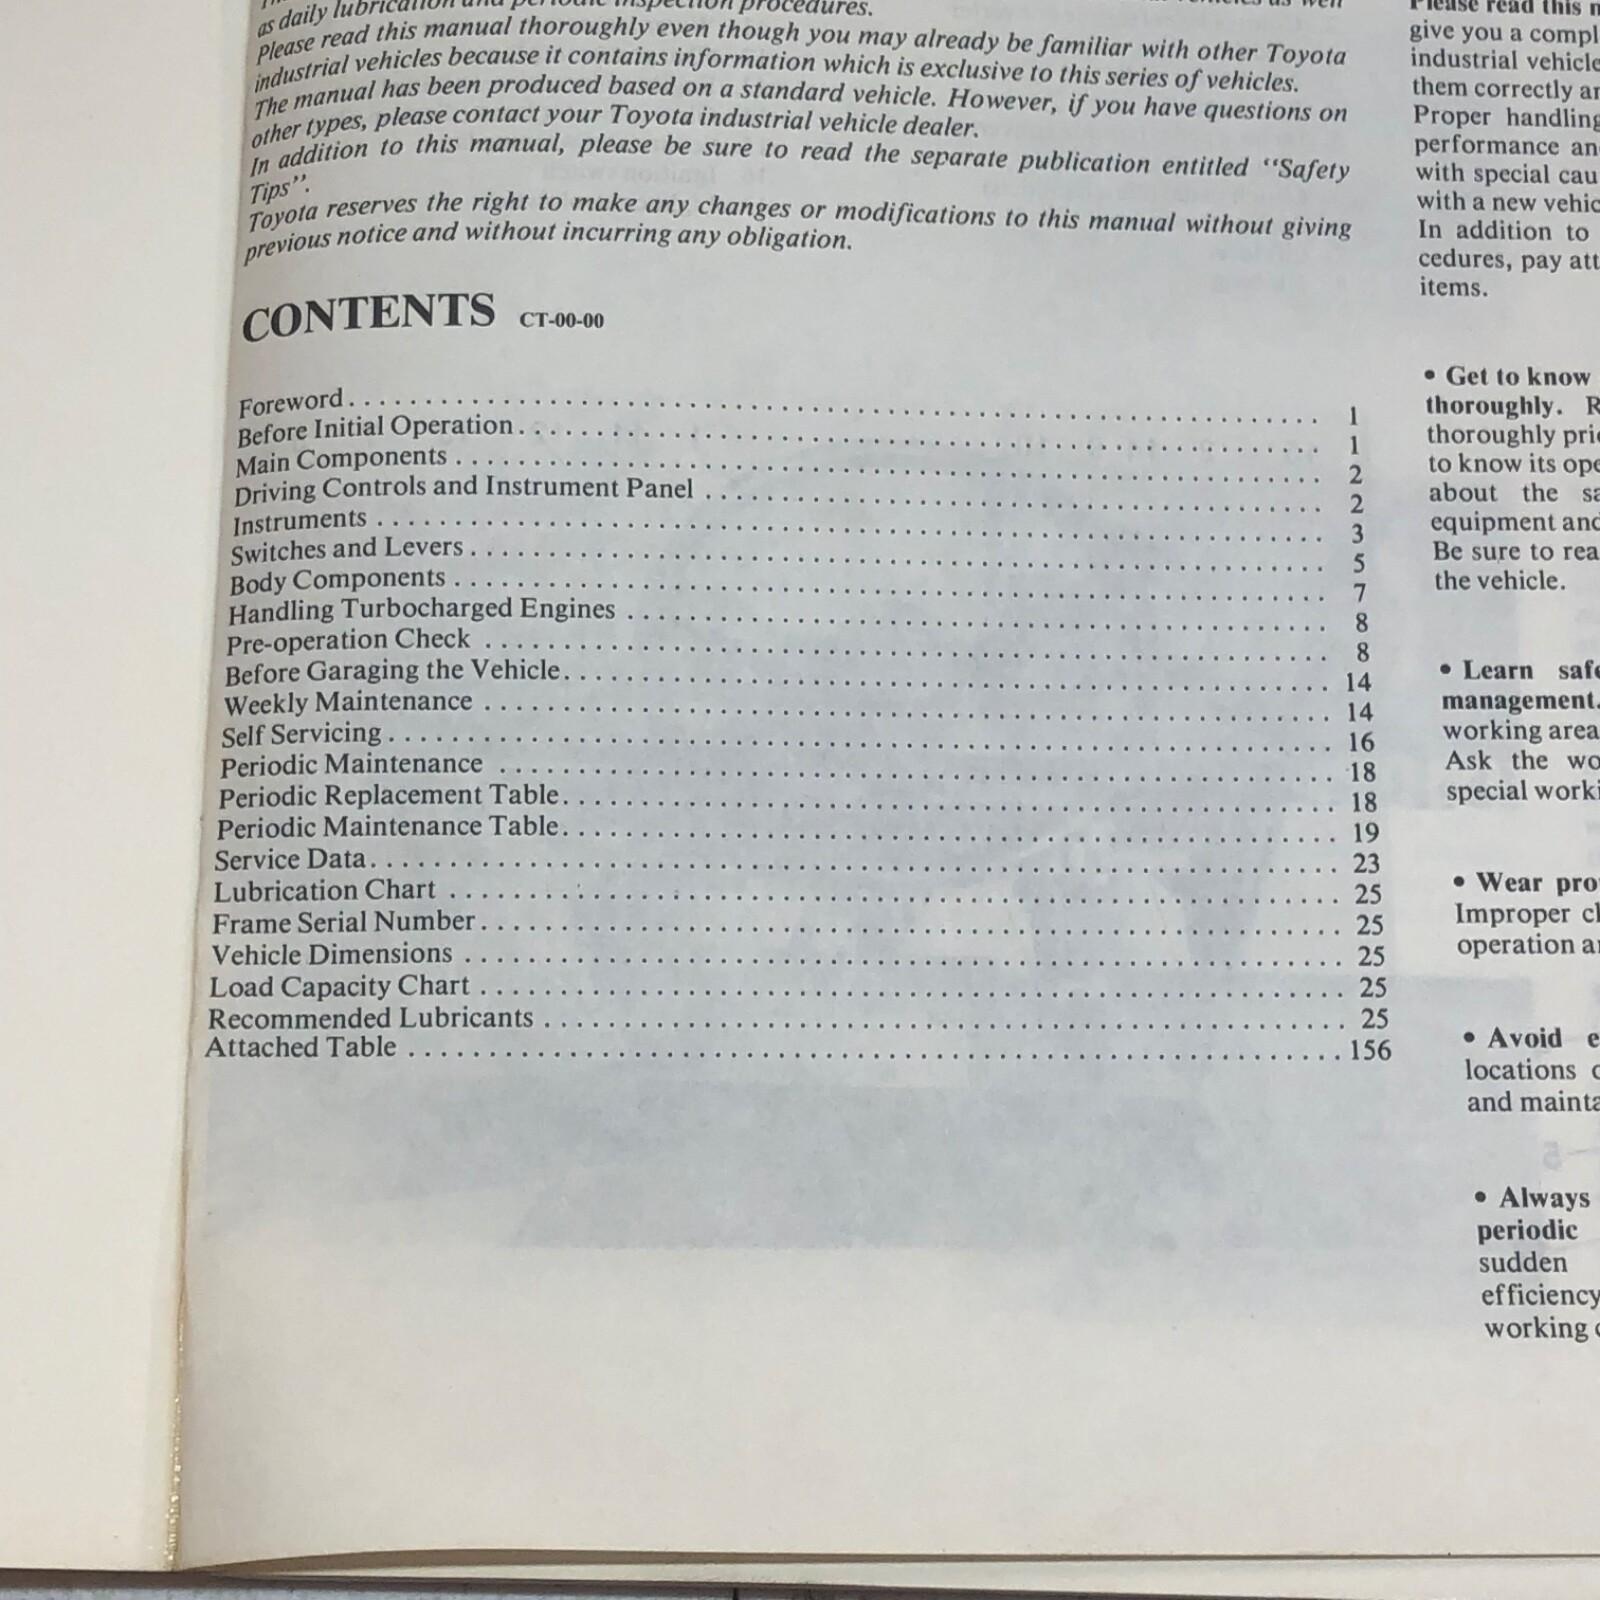 as daily lubrication and periodic inspection procedures.
Please read this manual thoroughly even though you may already be familiar with other Toyota
industrial vehicles because it contains information which is exclusive to this series of vehicles.
The manual has been produced based on a standard vehicle. However, if you have questions on
other types, please contact your Toyota industrial vehicle dealer.
In addition to this manual, please be sure to read the separate publication entitled “Safety
Tips”.
Toyota reserves the right to make any changes or modifications to this manual without giving
previous notice and without incurring any obligation.
CONTENTS CT-00-00
Foreword 1
Before Initial Operation 1
Main Components 2
Driving Controls and Instrument Panel 2
Instruments 3
Switches and Levers 5
Body Components 7
Handling Turbocharged Engines 8
Pre-operation Check 8
Before Garaging the Vehicle 14
Weekly Maintenance 14
Self Servicing 16
Periodic Maintenance 18
Periodic Replacement Table 18
Periodic Maintenance Table 19
Service Data 23
Lubrication Chart 25
Frame Serial Number 25
Vehicle Dimensions 25
Load Capacity Chart 25
Recommended Lubricants 25
Attached Table 156
Please read this
give you a compl
industrial vehicle
them correctly
Proper handling
performance
with special cau
with a new vehic
In addition to
cedures, pay att
items.
• Get to know
thoroughly. R
thoroughly
to know its ope
about the sa
equipment and
Be sure to rea
the vehicle.
• Learn safe
management.
working area
Ask the wo
special worki
• Wear pro
Improper cl
operation
• Avoid e
locations
and mainta
• Always
periodic
sudden
efficiency
working